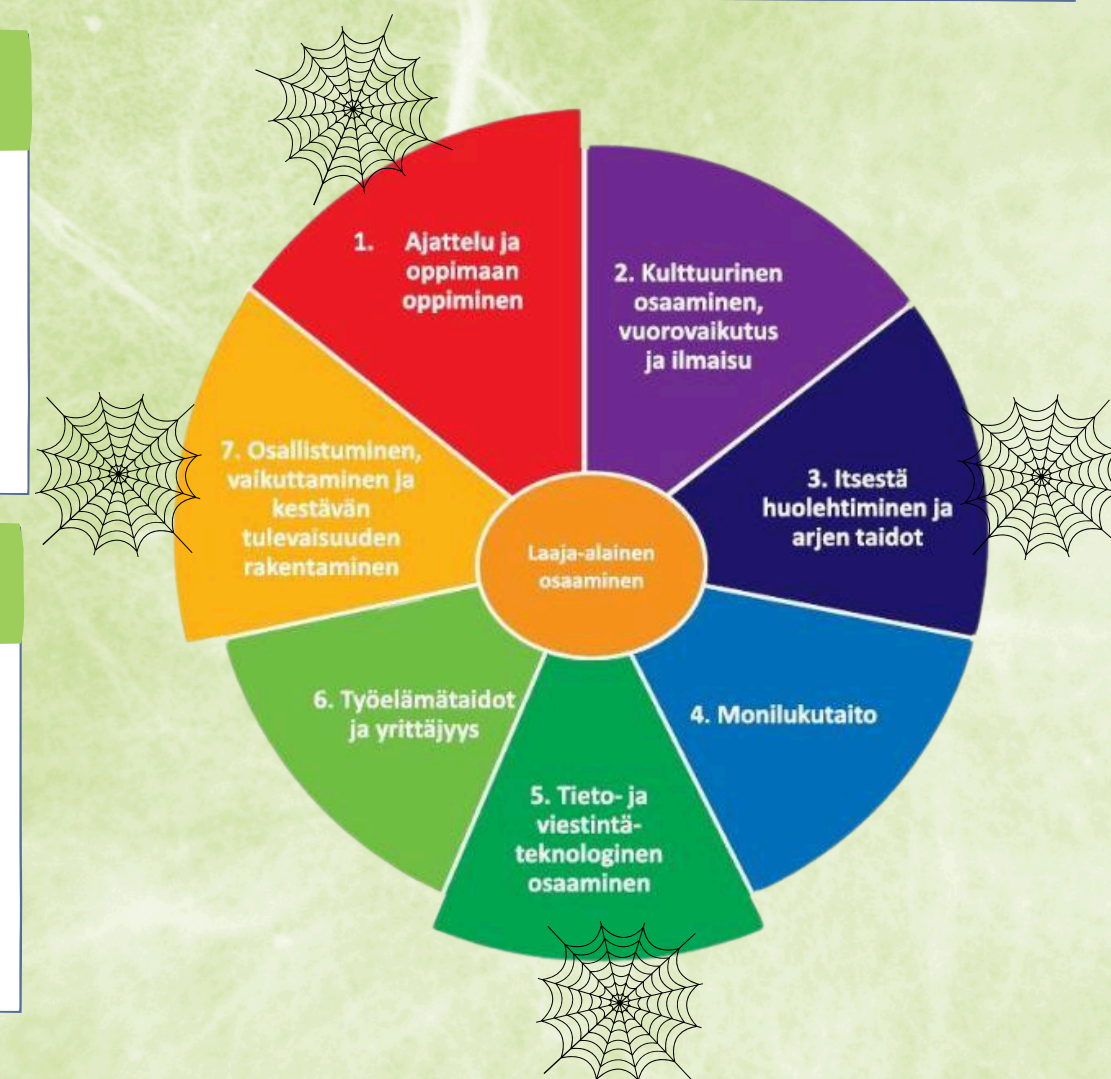 1. Ajattelu ja
oppimaan
oppiminen
2. Kulttuurinen
osaaminen,
vuorovaikutus
ja ilmaisu
3. Itsestä
huolehtiminen ja
arjen taidot
4. Monilukutaito
5. Tieto- ja
viestintä-
teknologinen
osaaminen
6. Työelämätaidot
ja yrittäjyys
7. Osallistuminen,
vaikuttaminen ja
kestävän
tulevaisuuden
rakentaminen
Laaja-alainen
osaaminen